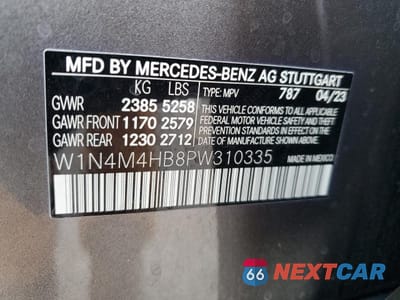 MFD BY MERCEDES-BENZ AG STUTTGART
KG LBS TYPE: MPV 787 04/23
GVWR 2385 5258 THIS VEHICLE CONFORMS TO ALL APPLICABLE
GAWR FRONT 1170 2579 FEDERAL MOTOR VEHICLE SAFETY AND THEFT
GAWR REAR 1230 2712 PREVENTION STANDARDS IN EFFECT ON THE
DATE OF MANUFACTURE SHOWN ABOVE.
W1N4M4HB8PW310335 MADE IN MEXICO
66 NEXTCAR